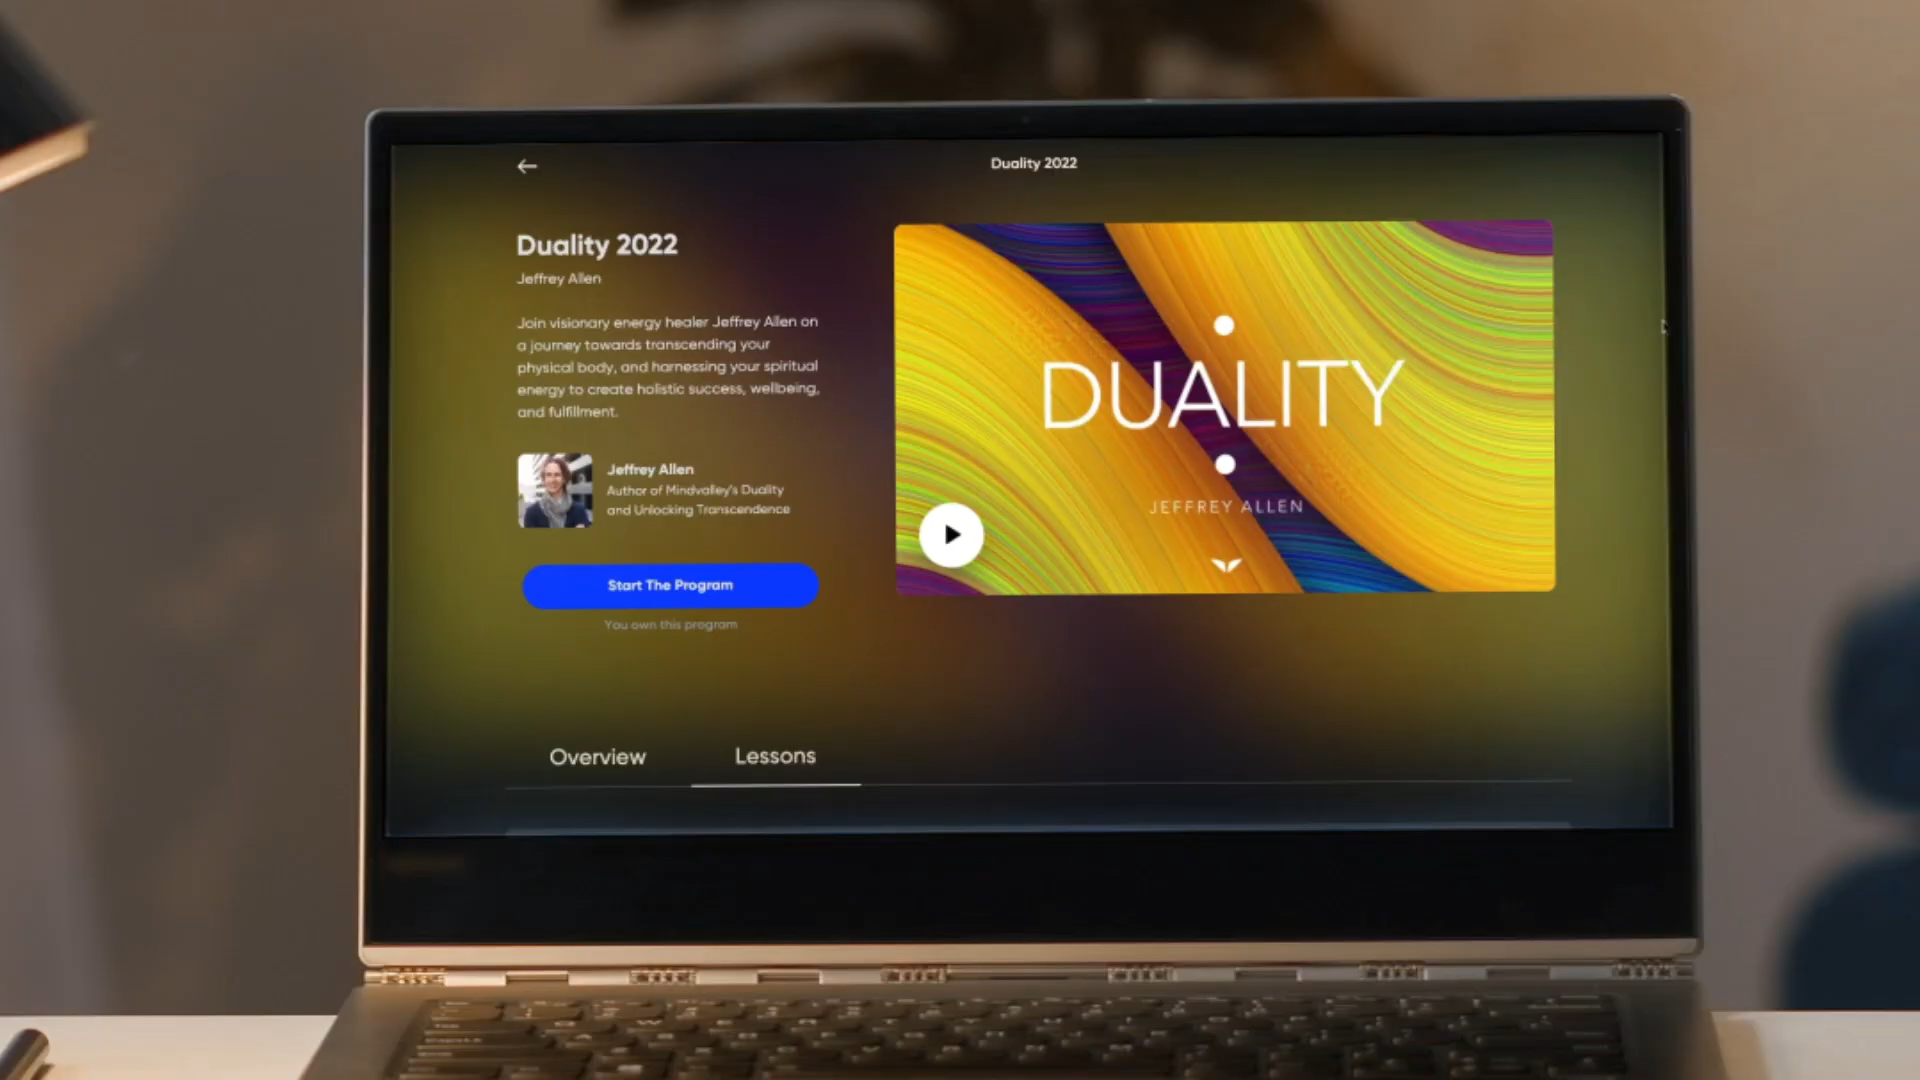 Duality 2022
Duality 2022
Jeffrey Allen
Join visionary energy healer Jeffrey Allen on
a journey towards transcending your
physical body, and harnessing your spiritual
energy to create holistic success, wellbeing,
and fulfillment.
Jeffrey Allen
Author of Mindvalley's Duality
and Unlocking Transcendence
Start The Program
You own this program
DUALITY
JEFFREY ALLEN
Overview
Lessons